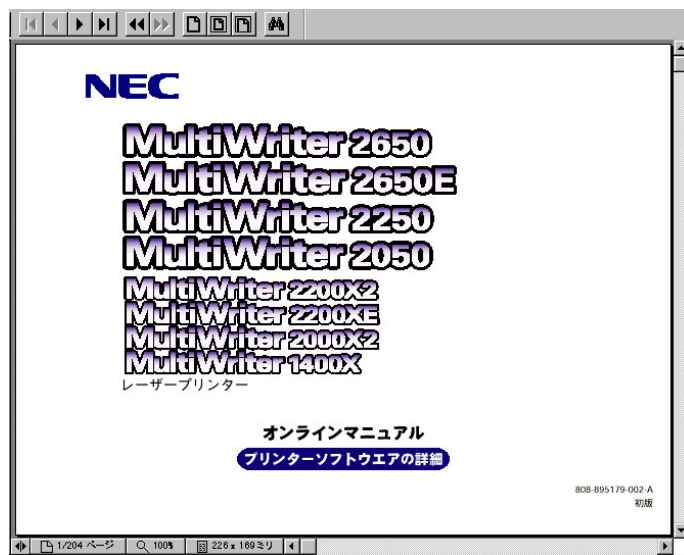 NEC
MultiWriter 2650
MultiWriter 2650E
MultiWriter 2250
MultiWriter 2050
MultiWriter 2200X2
MultiWriter 2200XE
MultiWriter 2000X2
MultiWriter 1400X
レーザープリンター
オンラインマニュアル
プリンターソフトウエアの詳細
808-895179-002-A
初版
1/204 ページ 100% 226 x 169 ミリ